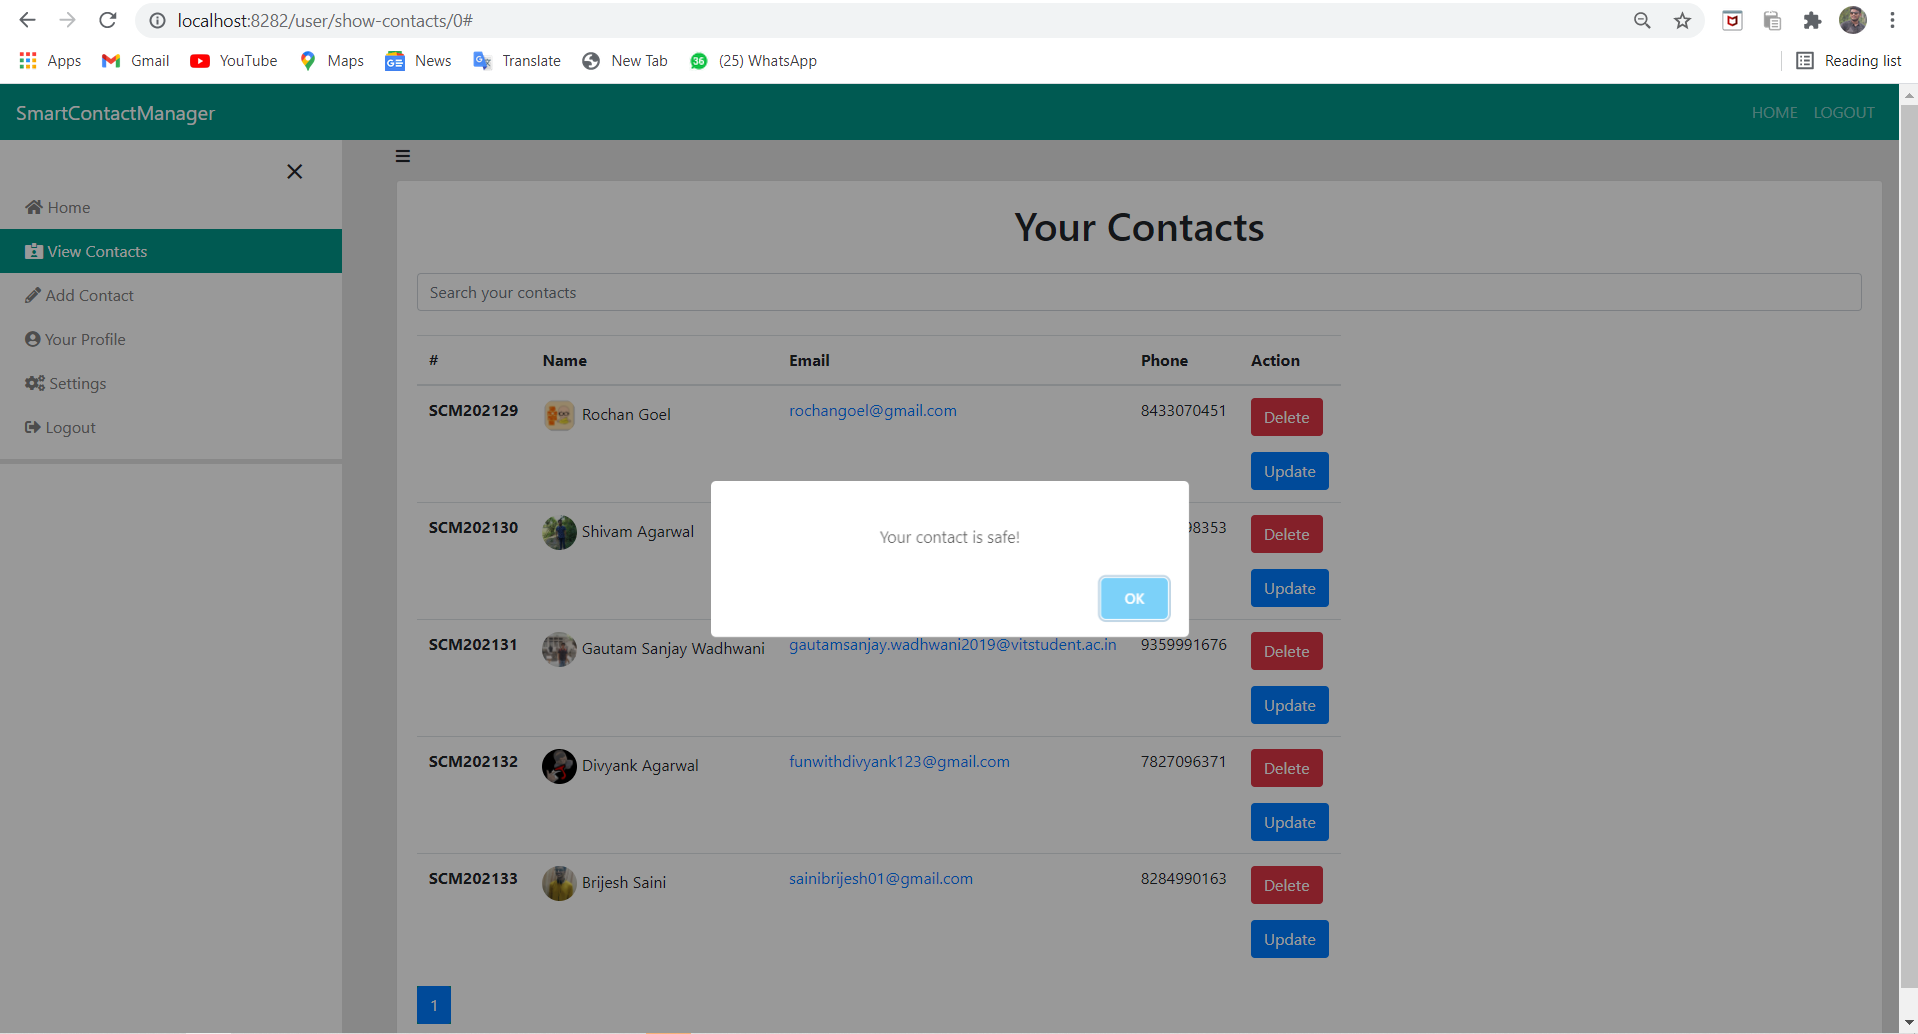 localhost:8282/user/show-contacts/0#
Apps Gmail YouTube Maps News Translate New Tab 36 (25) WhatsApp Reading list
SmartContactManager HOME LOGOUT
Home
View Contacts
Add Contact
Your Profile
Settings
Logout
Your Contacts
Search your contacts
# Name Email Phone Action
SCM202129 Rochan Goel rochangoel@gmail.com 8433070451 Delete
Update
SCM202130 Shivam Agarwal 98353 Delete
Update
Your contact is safe!
OK
SCM202131 Gautam Sanjay Wadhwani gautamsanjay.wadhwani2019@vitstudent.ac.in 9359991676 Delete
Update
SCM202132 Divyank Agarwal funwithdivyank123@gmail.com 7827096371 Delete
Update
SCM202133 Brijesh Saini sainibrijesh01@gmail.com 8284990163 Delete
Update
1